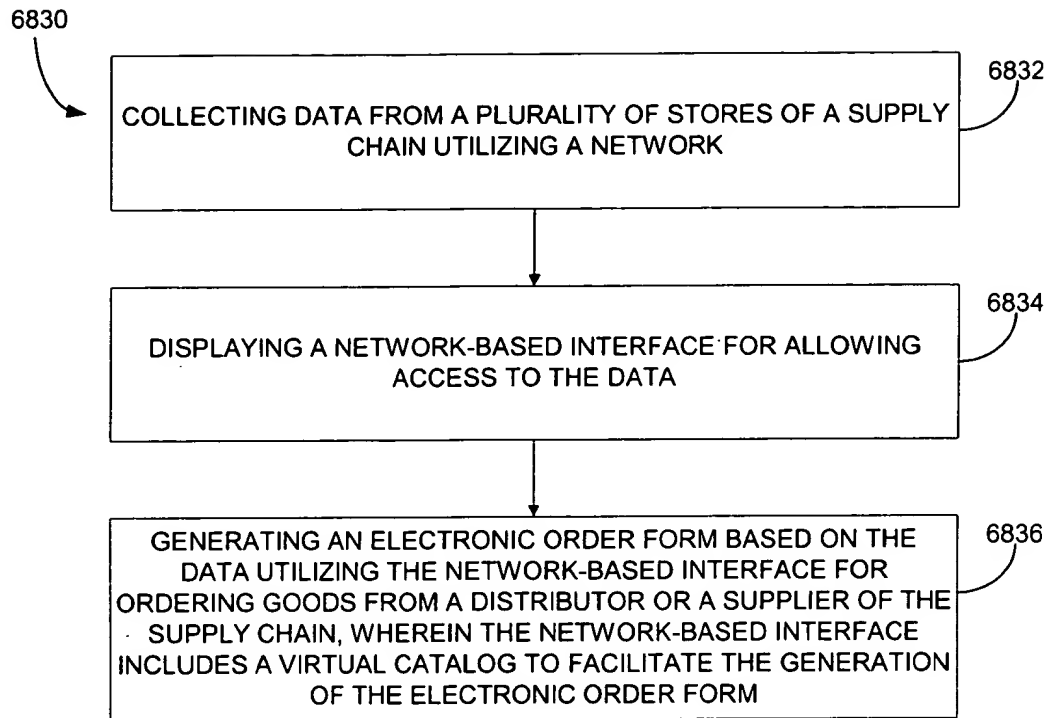 6830
6832
COLLECTING DATA FROM A PLURALITY OF STORES OF A SUPPLY
CHAIN UTILIZING A NETWORK
6834
DISPLAYING A NETWORK-BASED INTERFACE FOR ALLOWING
ACCESS TO THE DATA
6836
GENERATING AN ELECTRONIC ORDER FORM BASED ON THE
DATA UTILIZING THE NETWORK-BASED INTERFACE FOR
ORDERING GOODS FROM A DISTRIBUTOR OR A SUPPLIER OF THE
SUPPLY CHAIN, WHEREIN THE NETWORK-BASED INTERFACE
INCLUDES A VIRTUAL CATALOG TO FACILITATE THE GENERATION
OF THE ELECTRONIC ORDER FORM